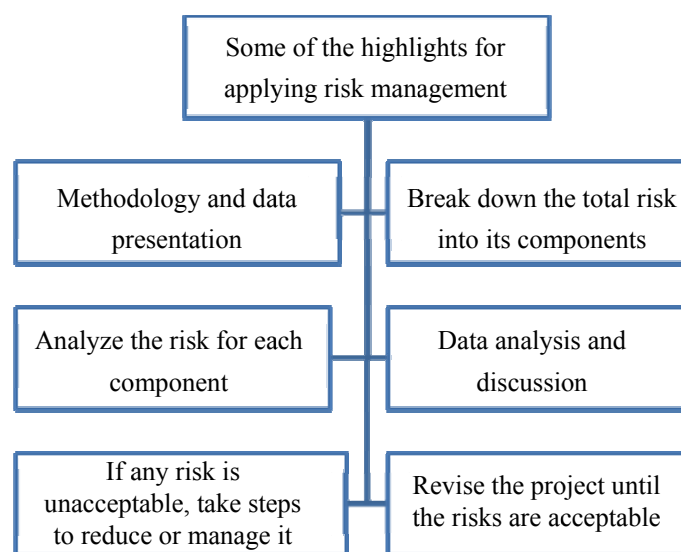 Some of the highlights for
applying risk management
Methodology and data
presentation
Break down the total risk
into its components
Analyze the risk for each
component
Data analysis and
discussion
If any risk is
unacceptable, take steps
to reduce or manage it
Revise the project until
the risks are acceptable